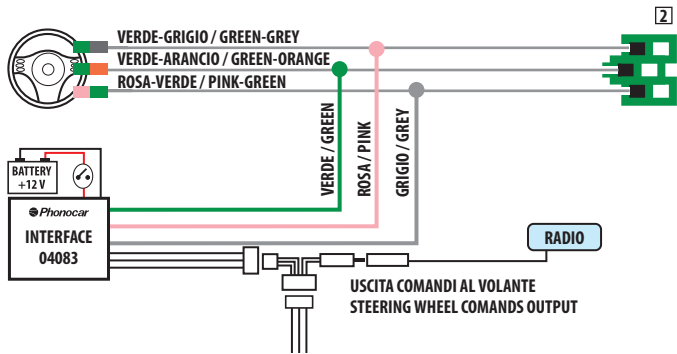 2
VERDE-GRIGIO / GREEN-GREY
VERDE-ARANCIO / GREEN-ORANGE
ROSA-VERDE / PINK-GREEN
VERDE / GREEN
ROSA / PINK
GRIGIO / GREY
BATTERY
+12 V
Phonocar
INTERFACE
04083
RADIO
USCITA COMANDI AL VOLANTE
STEERING WHEEL COMANDS OUTPUT